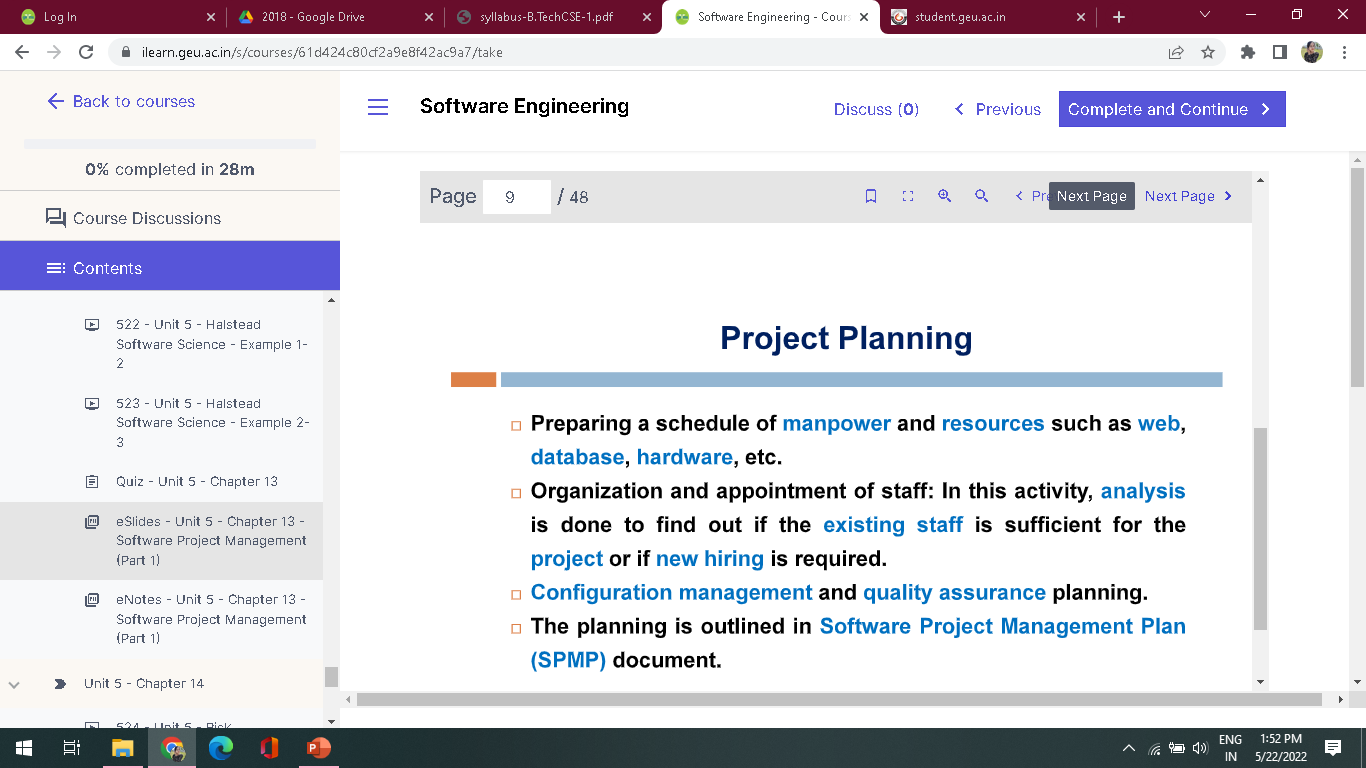 Log In
2018 - Google Drive
syllabus-B.TechCSE-1.pdf
Software Engineering - Cour
student.geu.ac.in
ilearn.geu.ac.in/s/courses/61d424c80cf2a9e8f42ac9a7/take
Back to courses
0% completed in 28m
Course Discussions
Contents
522 - Unit 5 - Halstead
Software Science - Example 1-
2
523 - Unit 5 - Halstead
Software Science - Example 2-
3
Quiz - Unit 5 - Chapter 13
eSlides - Unit 5 - Chapter 13 -
Software Project Management
(Part 1)
eNotes - Unit 5 - Chapter 13 -
Software Project Management
(Part 1)
Unit 5 - Chapter 14
524 - Unit 5 - Risk
Software Engineering
Discuss (0)
Previous
Complete and Continue
Page 9 / 48
Pre
Next Page
Next Page
Project Planning
Preparing a schedule of manpower and resources such as web,
database, hardware, etc.
Organization and appointment of staff: In this activity, analysis
is done to find out if the existing staff is sufficient for the
project or if new hiring is required.
Configuration management and quality assurance planning.
The planning is outlined in Software Project Management Plan
(SPMP) document.
ENG
IN
1:52 PM
5/22/2022